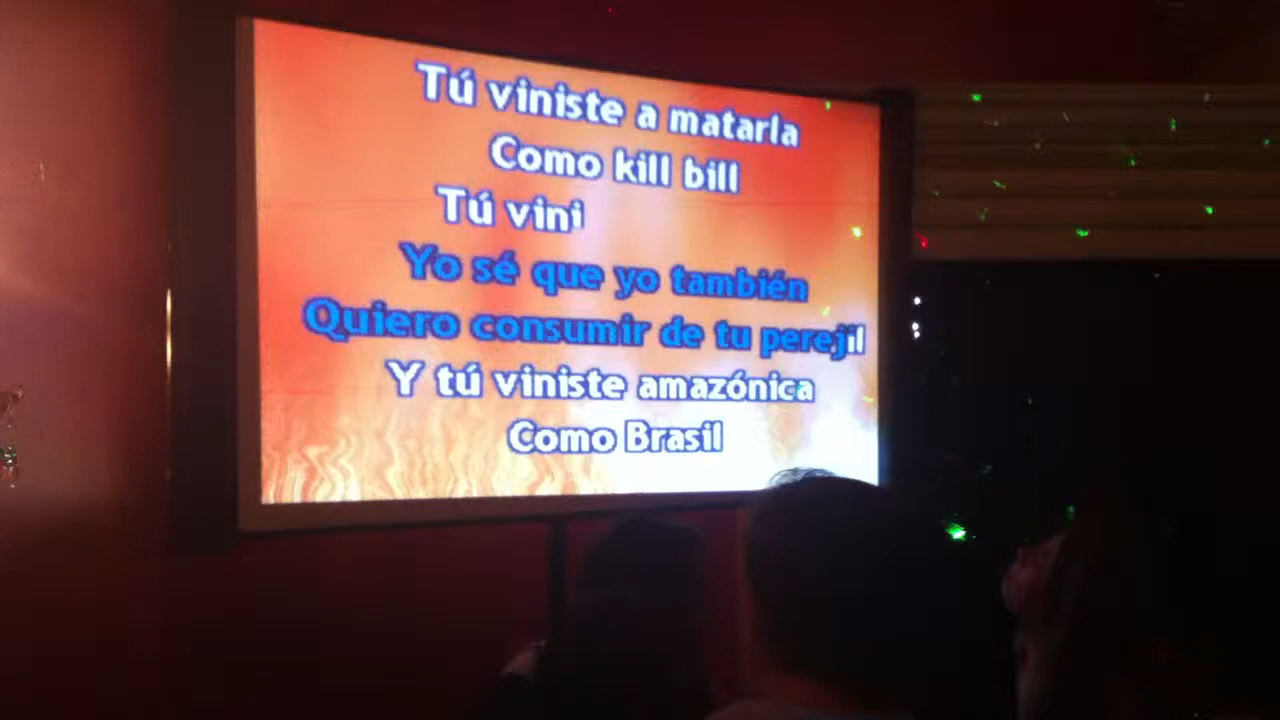 Tú viniste a matarla
Como kill bill
Tú vini
Yo sé que yo también
Quiero consumir de tu perejil
Y tú viniste amazónica
Como Brasil